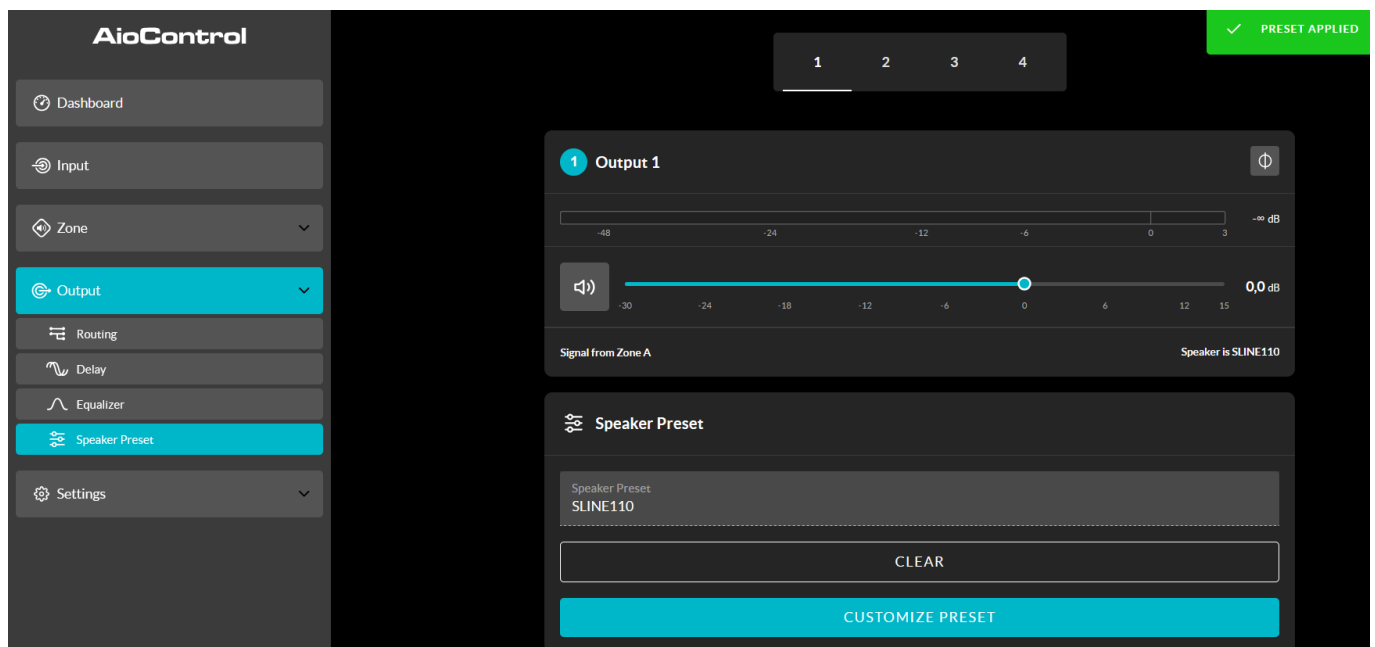 AioControl
Dashboard
Input
Zone
Output
Routing
Delay
Equalizer
Speaker Preset
Settings
PRESET APPLIED
1 2 3 4
1 Output 1
-∞ dB
-48 -24 -12 -6 0 3
0,0 dB
-30 -24 -18 -12 -6 0 6 12 15
Signal from Zone A Speaker is SLINE110
Speaker Preset
Speaker Preset
SLINE110
CLEAR
CUSTOMIZE PRESET